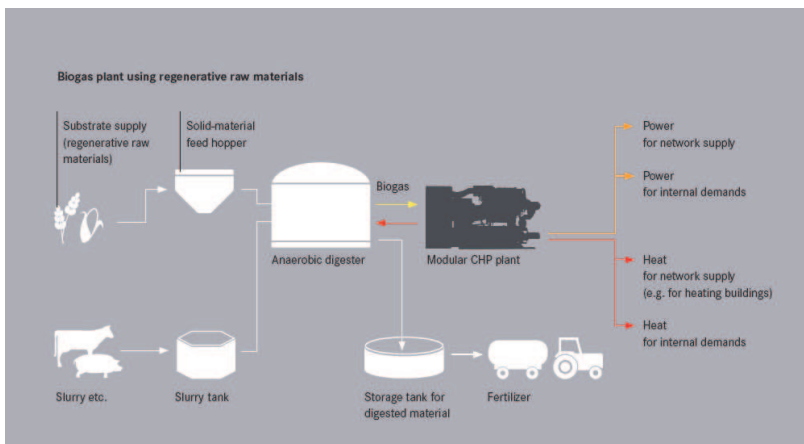 Biogas plant using regenerative raw materials
Substrate supply
(regenerative raw
materials)
Solid-material
feed hopper
Biogas
Anaerobic digester
Modular CHP plant
Power
for network supply
Power
for internal demands
Heat
for network supply
(e.g. for heating buildings)
Heat
for internal demands
Slurry etc.
Slurry tank
Storage tank for
digested material
Fertilizer